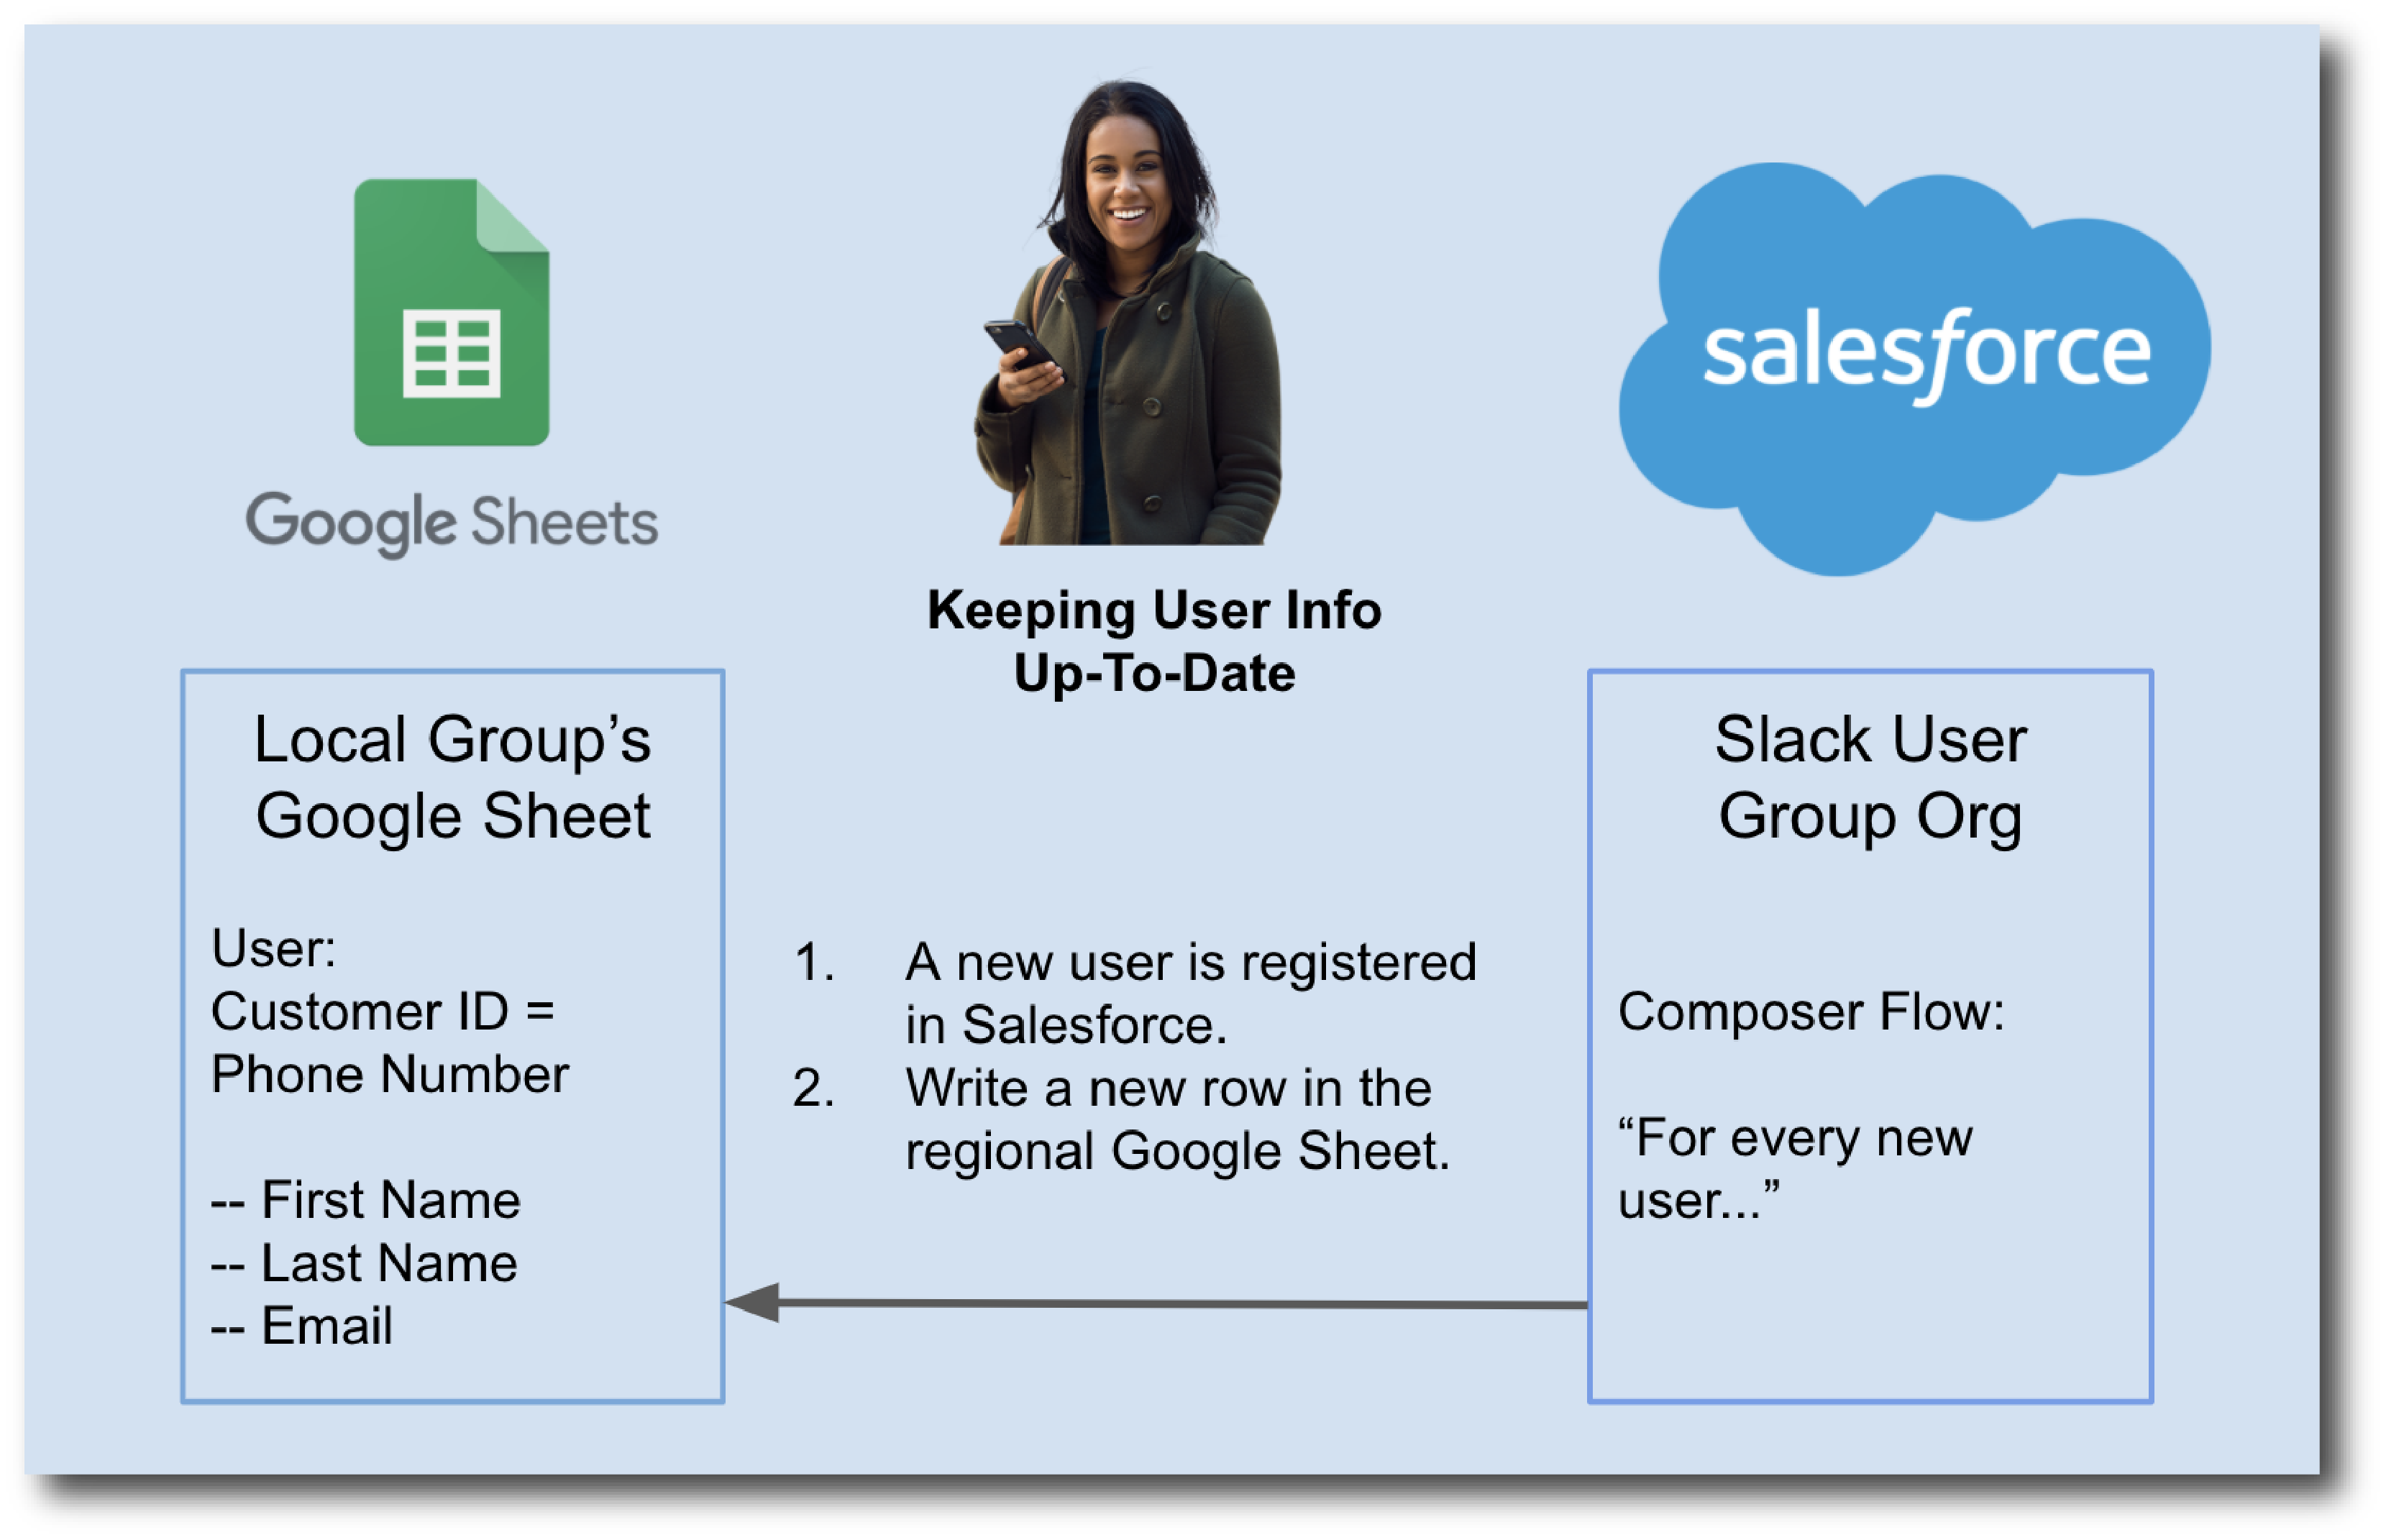 salesforce
Google Sheets
Keeping User Info
Up-To-Date
Local Group’s
Google Sheet
User:
Customer ID =
Phone Number
-- First Name
-- Last Name
-- Email
1. A new user is registered
in Salesforce.
2. Write a new row in the
regional Google Sheet.
Slack User
Group Org
Composer Flow:
“For every new
user...”